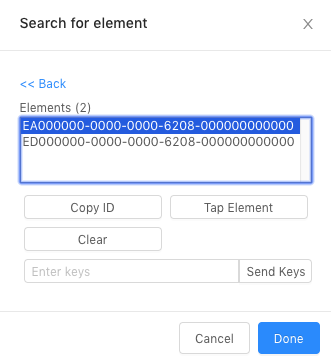 Search for element
<< Back
Elements (2)
EA000000-0000-0000-6208-000000000000
ED000000-0000-0000-6208-000000000000
Copy ID
Tap Element
Clear
Enter keys
Send Keys
Cancel
Done